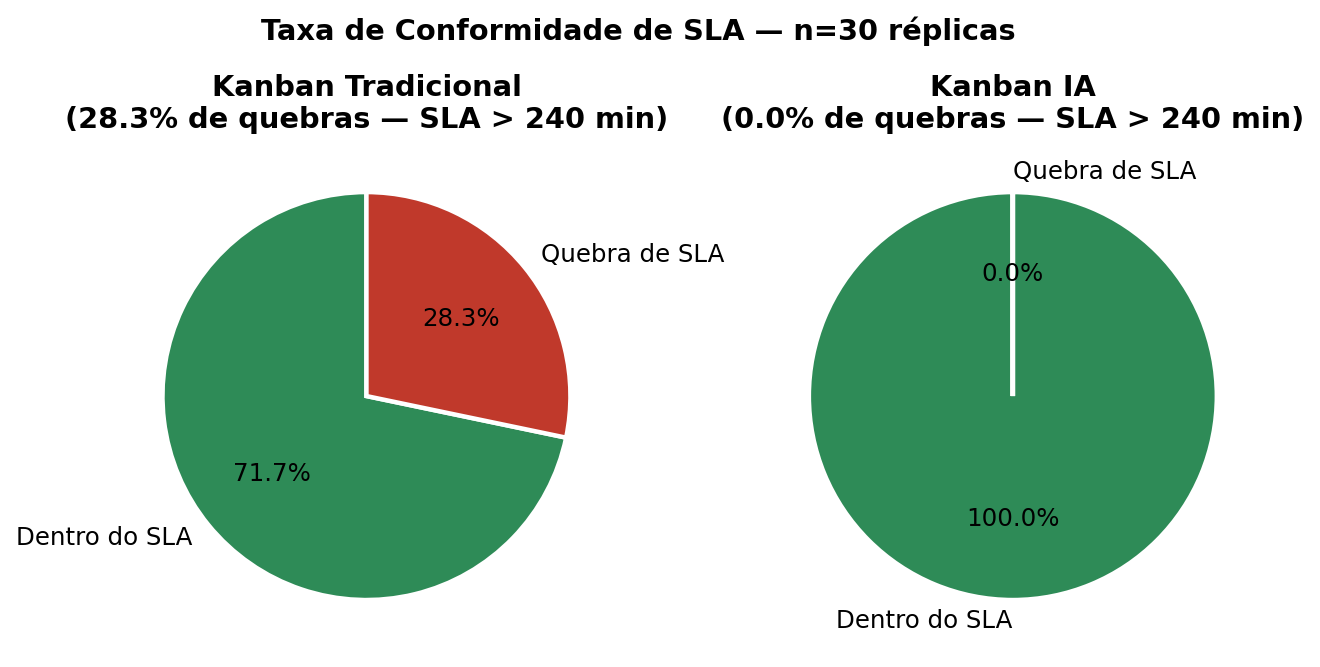 Taxa de Conformidade de SLA — n=30 réplicas
Kanban Tradicional
(28.3% de quebras — SLA > 240 min)
Quebra de SLA
28.3%
71.7%
Dentro do SLA
Kanban IA
(0.0% de quebras — SLA > 240 min)
Quebra de SLA
0.0%
100.0%
Dentro do SLA